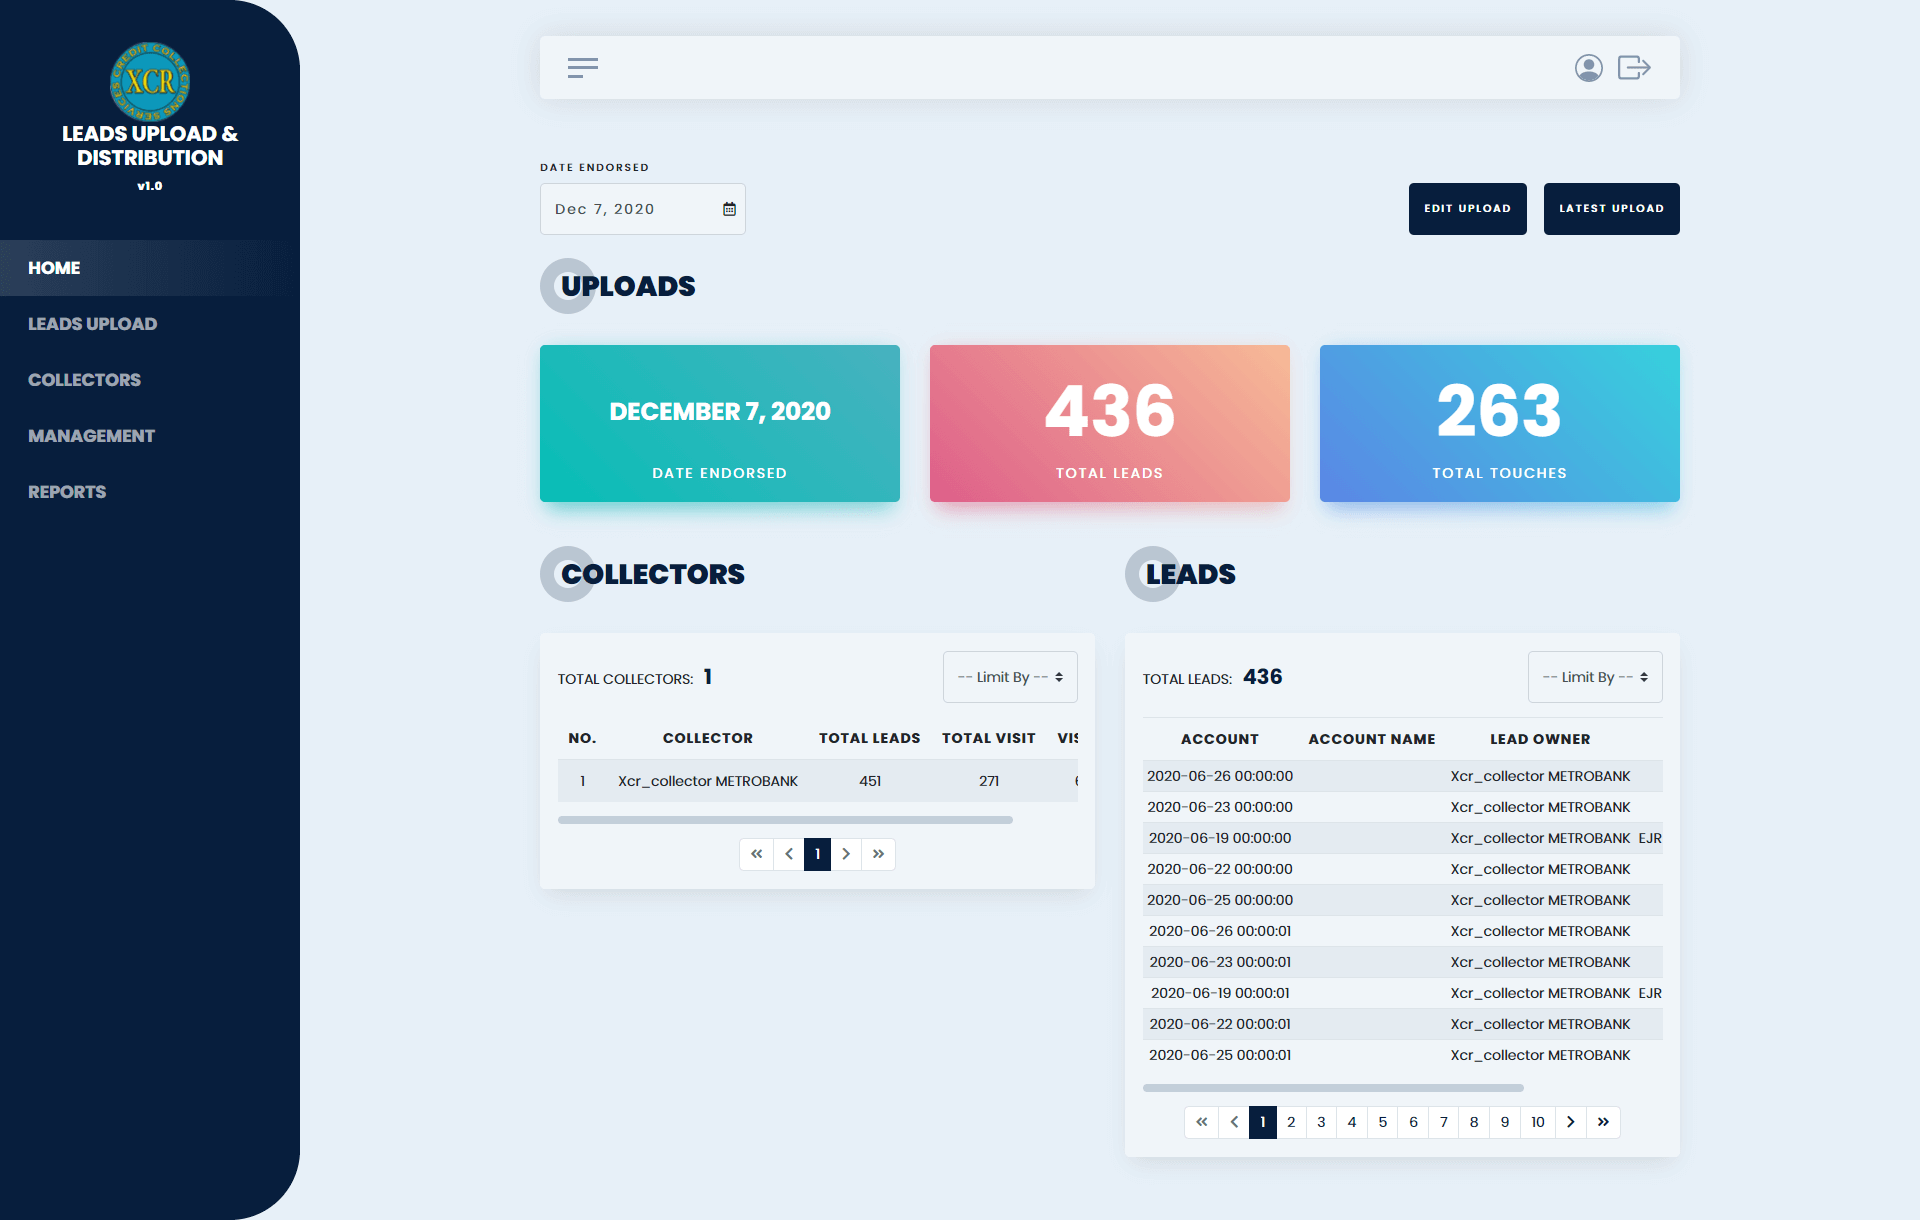 CREDIT COLLECTIONS SERVICES
XCR
LEADS UPLOAD &
DISTRIBUTION
v1.0
HOME
LEADS UPLOAD
COLLECTORS
MANAGEMENT
REPORTS
DATE ENDORSED
Dec 7, 2020
EDIT UPLOAD
LATEST UPLOAD
UPLOADS
DECEMBER 7, 2020
DATE ENDORSED
436
TOTAL LEADS
263
TOTAL TOUCHES
COLLECTORS
TOTAL COLLECTORS: 1
-- Limit By --
NO. COLLECTOR TOTAL LEADS TOTAL VISIT VIS
1 Xcr_collector METROBANK 451 271
« ‹ 1 › »
LEADS
TOTAL LEADS: 436
-- Limit By --
ACCOUNT ACCOUNT NAME LEAD OWNER
2020-06-26 00:00:00 Xcr_collector METROBANK
2020-06-23 00:00:00 Xcr_collector METROBANK
2020-06-19 00:00:00 Xcr_collector METROBANK EJR
2020-06-22 00:00:00 Xcr_collector METROBANK
2020-06-25 00:00:00 Xcr_collector METROBANK
2020-06-26 00:00:01 Xcr_collector METROBANK
2020-06-23 00:00:01 Xcr_collector METROBANK
2020-06-19 00:00:01 Xcr_collector METROBANK EJR
2020-06-22 00:00:01 Xcr_collector METROBANK
2020-06-25 00:00:01 Xcr_collector METROBANK
« ‹ 1 2 3 4 5 6 7 8 9 10 › »